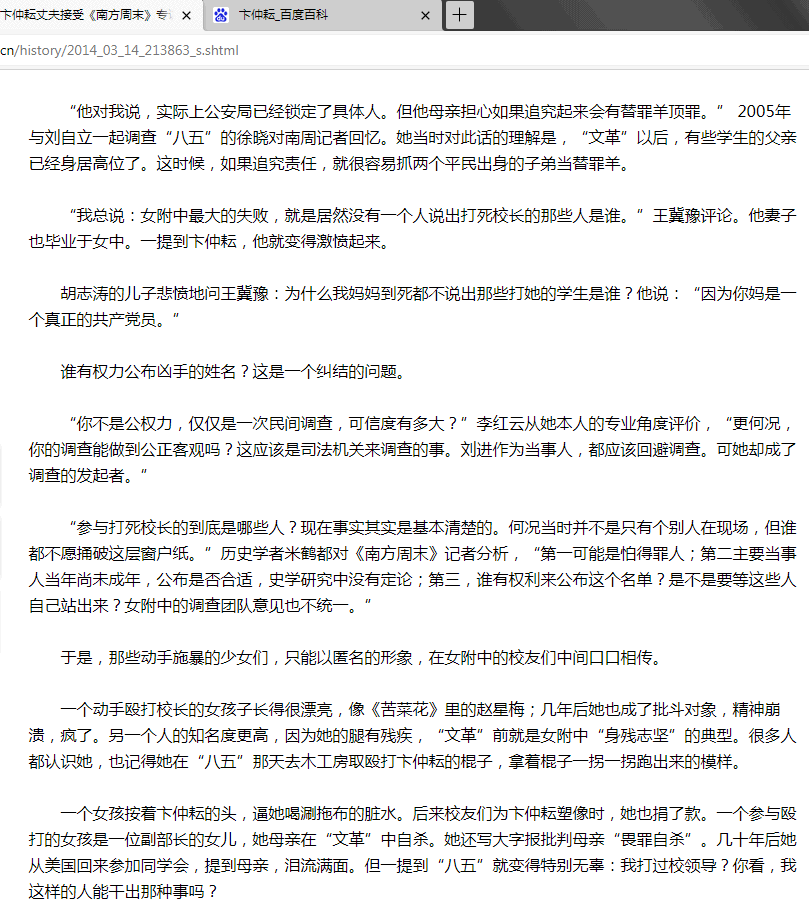 卞仲耘丈夫接受《南方周末》专
卞仲耘_百度百科
cn/history/2014_03_14_213863_s.shtml
“他对我说，实际上公安局已经锁定了具体人。但他母亲担心如果追究起来会有替罪羊顶罪。” 2005年
与刘自立一起调查“八五”的徐晓对南周记者回忆。她当时对此话的理解是，“文革”以后，有些学生的父亲
已经身居高位了。这时候，如果追究责任，就很容易抓两个平民出身的子弟当替罪羊。
“我总说：女附中最大的失败，就是居然没有一个人说出打死校长的那些人是谁。”王冀豫评论。他妻子
也毕业于女中。一提到卞仲耘，他就变得激愤起来。
胡志涛的儿子悲愤地问王冀豫：为什么我妈妈到死都不说出那些打她的学生是谁？他说：“因为你妈是一
个真正的共产党员。”
谁有权力公布凶手的姓名？这是一个纠结的问题。
“你不是公权力，仅仅是一次民间调查，可信度有多大？”李红云从她本人的专业角度评价，“更何况，
你的调查能做到公正客观吗？这应该是司法机关来调查的事。刘进作为当事人，都应该回避调查。可她却成了
调查的发起者。”
“参与打死校长的到底是哪些人？现在事实其实是基本清楚的。何况当时并不是只有个别人在现场，但谁
都不愿捅破这层窗户纸。”历史学者米鹤都对《南方周末》记者分析，“第一可能是怕得罪人；第二主要当事
人当年尚未成年，公布是否合适，史学研究中没有定论；第三，谁有权利来公布这个名单？是不是要等这些人
自己站出来？女附中的调查团队意见也不统一。“
于是，那些动手施暴的少女们，只能以匿名的形象，在女附中的校友们中间口口相传。
一个动手殴打校长的女孩子长得很漂亮，像《苦菜花》里的赵星梅；几年后她也成了批斗对象，精神崩
溃，疯了。另一个人的知名度更高，因为她的腿有残疾，“文革”前就是女附中“身残志坚”的典型。很多人
都认识她，也记得她在“八五”那天去木工房取殴打卞仲耘的棍子，拿着棍子一拐一拐跑出来的模样。
一个女孩按着卞仲耘的头，逼她喝涮拖布的脏水。后来校友们为卞仲耘塑像时，她也捐了款。一个参与殴
打的女孩是一位副部长的女儿，她母亲在“文革”中自杀。她还写大字报批判母亲“畏罪自杀”。几十年后她
从美国回来参加同学会，提到母亲，泪流满面。但一提到“八五”就变得特别无辜：我打过校领导？你看，我
这样的人能干出那种事吗？